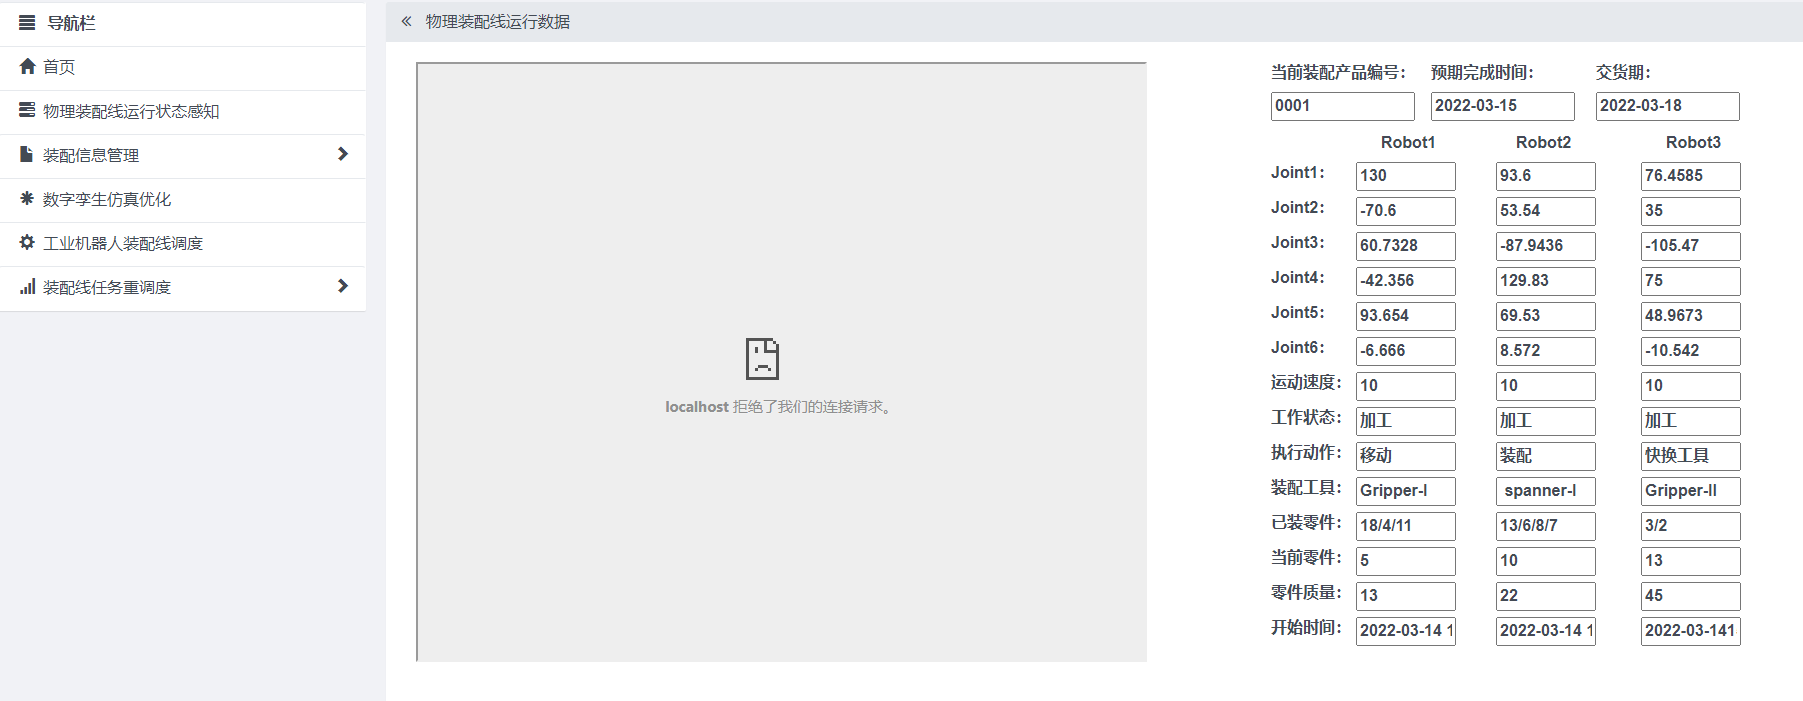 导航栏
首页
物理装配线运行状态感知
装配信息管理
数字孪生仿真优化
工业机器人装配线调度
装配线任务重调度
物理装配线运行数据
localhost 拒绝了我们的连接请求。
当前装配产品编号: 预期完成时间: 交货期:
0001 2022-03-15 2022-03-18
Robot1 Robot2 Robot3
Joint1: 130 93.6 76.4585
Joint2: -70.6 53.54 35
Joint3: 60.7328 -87.9436 -105.47
Joint4: -42.356 129.83 75
Joint5: 93.654 69.53 48.9673
Joint6: -6.666 8.572 -10.542
运动速度: 10 10 10
工作状态: 加工 加工 加工
执行动作: 移动 装配 快换工具
装配工具: Gripper-I spanner-I Gripper-II
已装零件: 18/4/11 13/6/8/7 3/2
当前零件: 5 10 13
零件质量: 13 22 45
开始时间: 2022-03-14 1 2022-03-14 1 2022-03-141